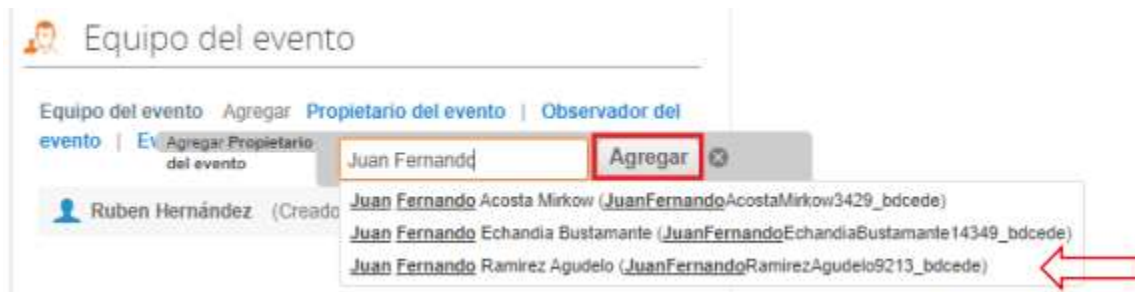 Equipo del evento
Equipo del evento Agregar Propietario del evento | Observador del
evento | Ev
Agregar Propietario
del evento
Juan Fernando
Agregar
Juan Fernando Acosta Mirkow (JuanFernandoAcostaMirkow3429_bdcede)
Ruben Hernández (Creado
Juan Fernando Echandia Bustamante (JuanFernandoEchandiaBustamante14349_bdcede)
Juan Fernando Ramirez Agudelo (JuanFernandoRamirezAgudelo9213_bdcede)